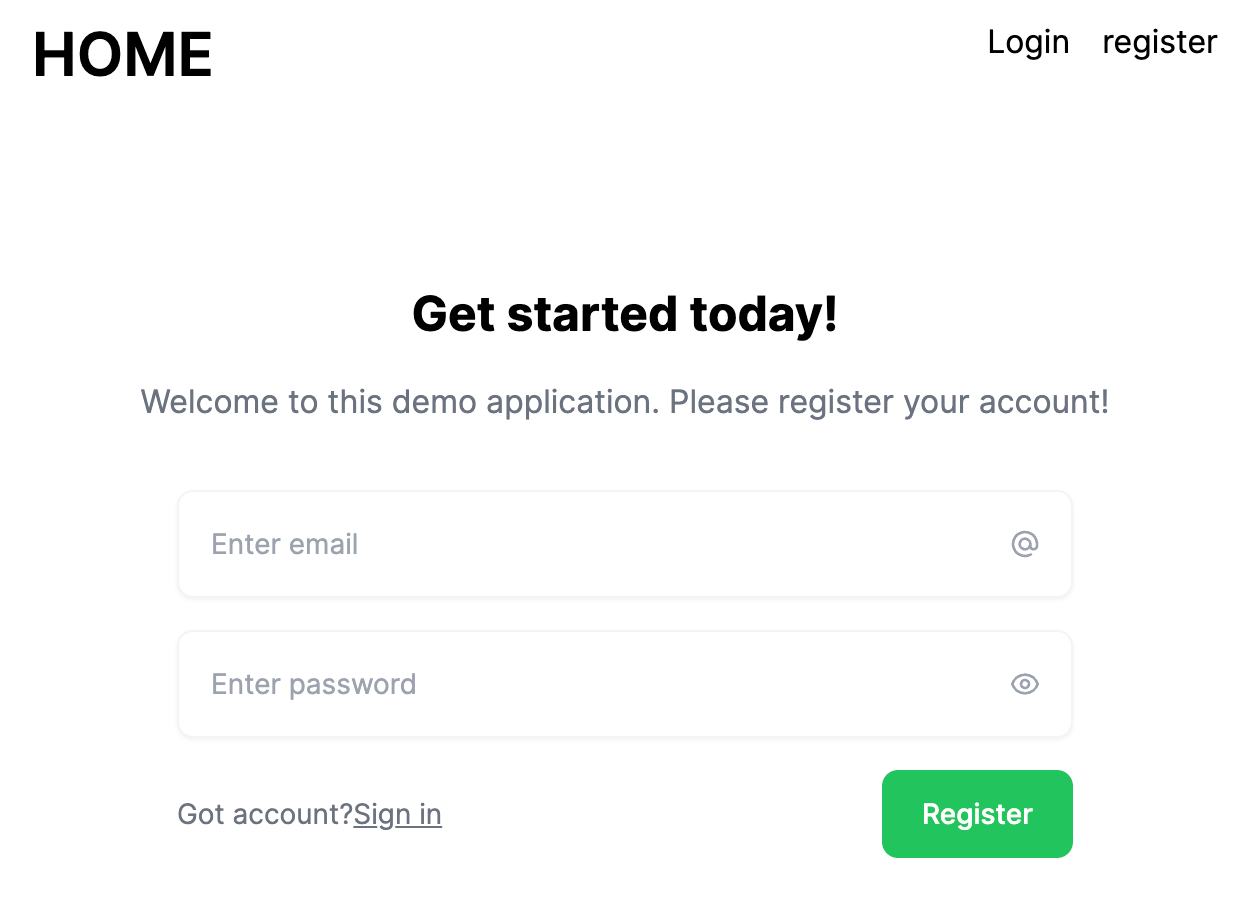 HOME
Login register
Get started today!
Welcome to this demo application. Please register your account!
Enter email
Enter password
Got account?Sign in
Register